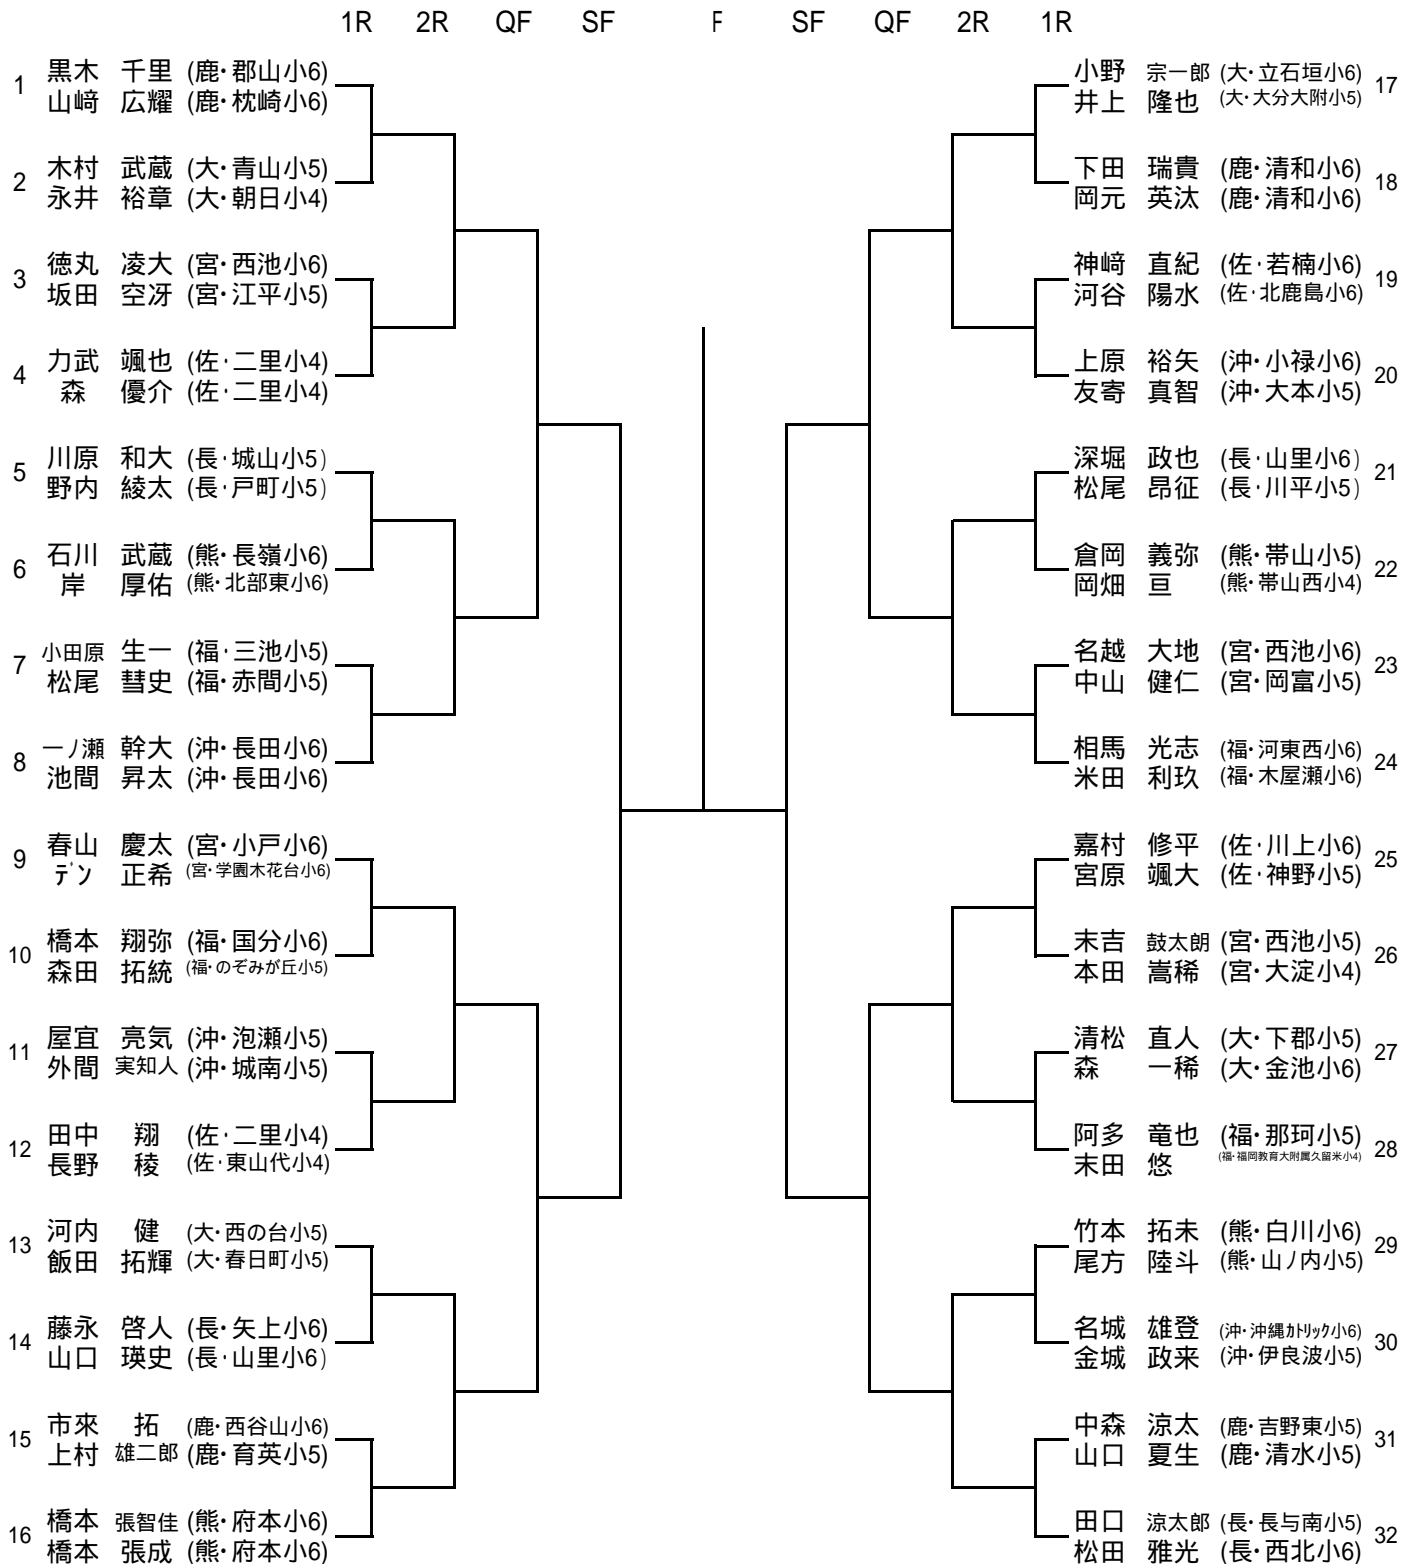 1R 2R QF SF F SF QF 2R 1R
1 黒木 千里 (鹿・郡山小6)
山﨑 広耀 (鹿・枕崎小6)
2 木村 武蔵 (大・青山小5)
永井 裕章 (大・朝日小4)
3 徳丸 凌大 (宮・西池小6)
坂田 空冴 (宮・江平小5)
4 力武 颯也 (佐・二里小4)
森 優介 (佐・二里小4)
5 川原 和大 (長・城山小5)
野内 綾太 (長・戸町小5)
6 石川 武蔵 (熊・長嶺小6)
岸 厚佑 (熊・北部東小6)
7 小田原 生一 (福・三池小5)
松尾 彗史 (福・赤間小5)
8 一ノ瀬 幹大 (沖・長田小6)
池間 昇太 (沖・長田小6)
9 春山 慶太 (宮・小戸小6)
デン 正希 (宮・学園木花台小6)
10 橋本 翔弥 (福・国分小6)
森田 拓統 (福・のぞみが丘小5)
11 屋宜 亮気 (沖・泡瀬小5)
外間 実知人 (沖・城南小5)
12 田中 翔 (佐・二里小4)
長野 稜 (佐・東山代小4)
13 河内 健 (大・西の台小5)
飯田 拓輝 (大・春日町小5)
14 藤永 啓人 (長・矢上小6)
山口 瑛史 (長・山里小6)
15 市來 拓 (鹿・西谷山小6)
上村 雄二郎 (鹿・育英小5)
16 橋本 張智佳 (熊・府本小6)
橋本 張成 (熊・府本小6)
小野 宗一郎 (大・立石垣小6) 17
井上 隆也 (大・大分大附小5)
下田 瑞貴 (鹿・清和小6) 18
岡元 英汰 (鹿・清和小6)
神﨑 直紀 (佐・若楠小6) 19
河谷 陽水 (佐・北鹿島小6)
上原 裕矢 (沖・小禄小6) 20
友寄 真智 (沖・大本小5)
深堀 政也 (長・山里小6) 21
松尾 昂征 (長・川平小5)
倉岡 義弥 (熊・帯山小5) 22
岡畑 亘 (熊・帯山西小4)
名越 大地 (宮・西池小6) 23
中山 健仁 (宮・岡富小5)
相馬 光志 (福・河東西小6) 24
米田 利玖 (福・木屋瀬小6)
嘉村 修平 (佐・川上小6) 25
宮原 颯大 (佐・神野小5)
末吉 鼓太朗 (宮・西池小5) 26
本田 嵩稀 (宮・大淀小4)
清松 直人 (大・下郡小5) 27
森 一稀 (大・金池小6)
阿多 竜也 (福・那珂小5) 28
末田 悠 (福・福岡教育大附属久留米小4)
竹本 拓未 (熊・白川小6) 29
尾方 陸斗 (熊・山ノ内小5)
名城 雄登 (沖・沖縄カトリック小6) 30
金城 政来 (沖・伊良波小5)
中森 涼太 (鹿・吉野東小5) 31
山口 夏生 (鹿・清水小5)
田口 涼太郎 (長・長与南小5) 32
松田 雅光 (長・西北小6)